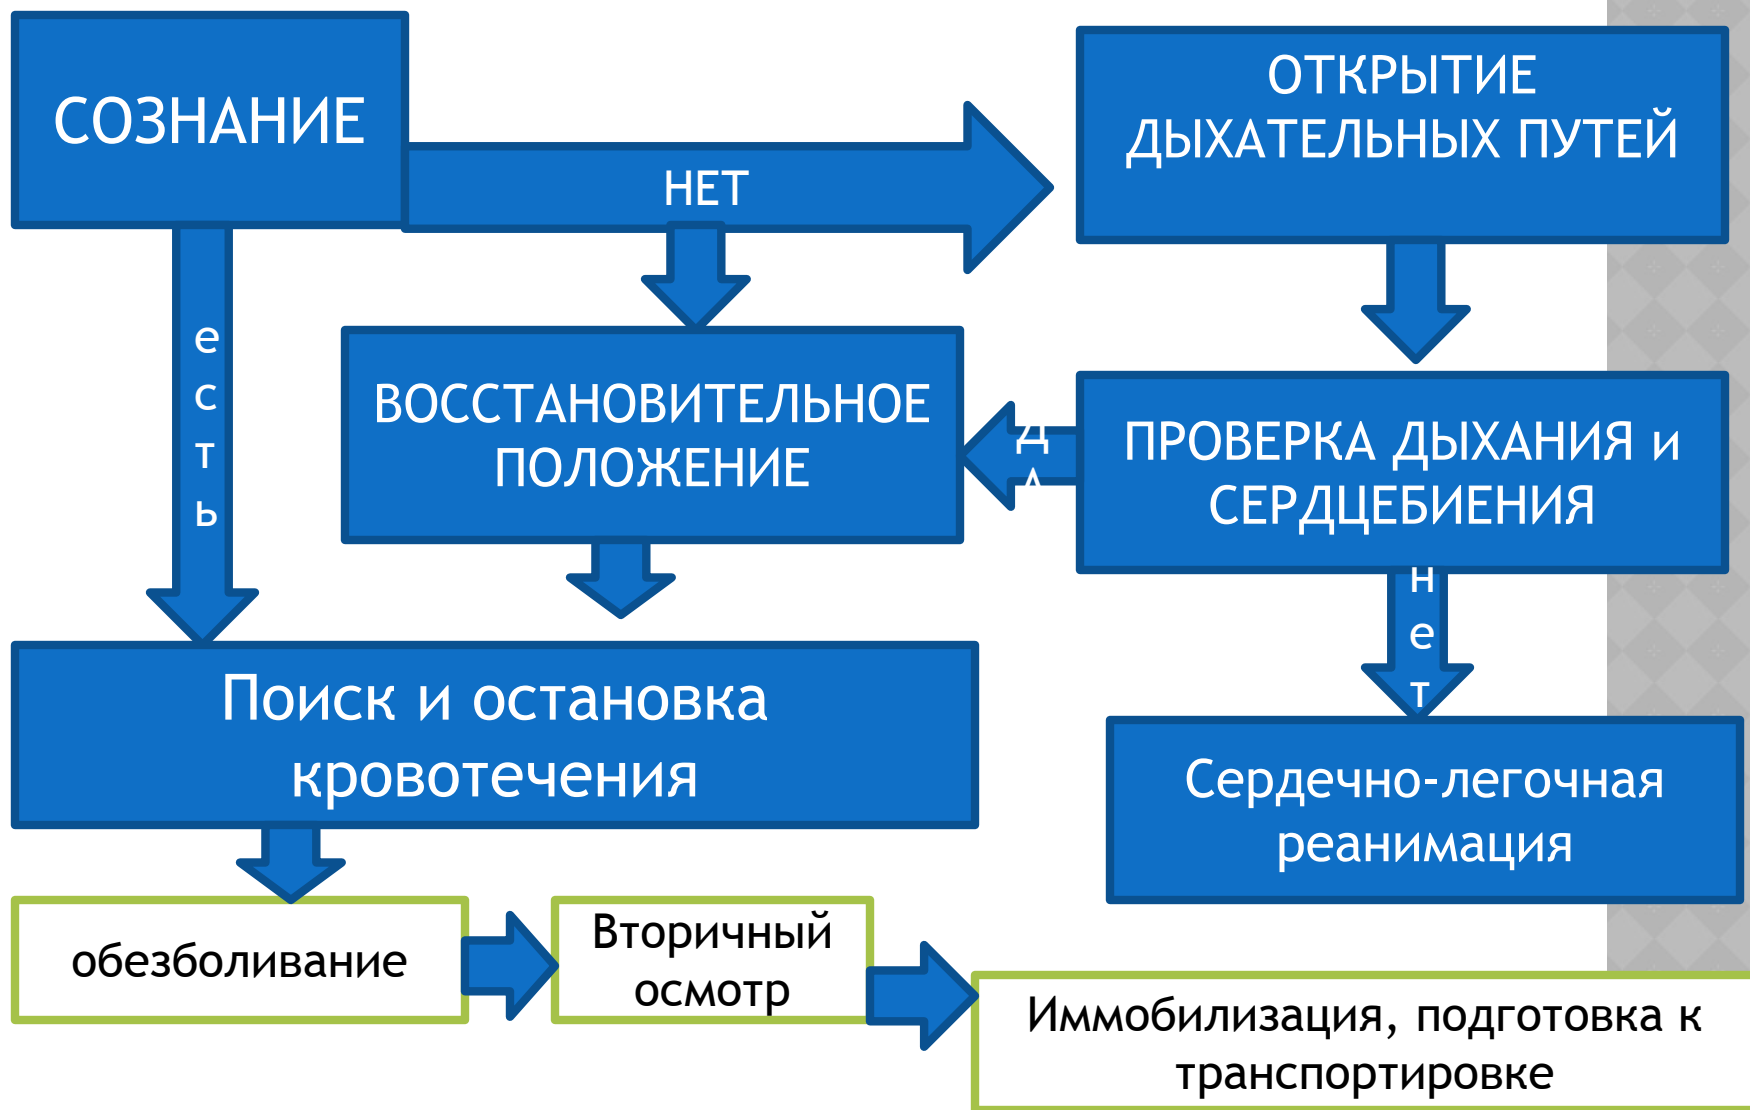 СОЗНАНИЕ
ОТКРЫТИЕ
ДЫХАТЕЛЬНЫХ ПУТЕЙ
НЕТ
е
с
т
ь
ВОССТАНОВИТЕЛЬНОЕ
ПОЛОЖЕНИЕ
Д
А
ПРОВЕРКА ДЫХАНИЯ и
СЕРДЦЕБИЕНИЯ
н
е
т
Поиск и остановка
кровотечения
Сердечно-легочная
реанимация
обезболивание
Вторичный
осмотр
Иммобилизация, подготовка к
транспортировке